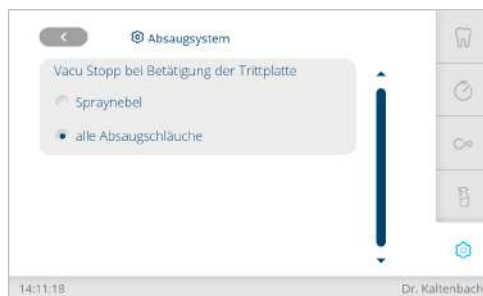 Absaugsystem
Vacu Stopp bei Betätigung der Trittplatte
Spraynebel
alle Absaugschläuche
14:11:18 Dr. Kaltenbach